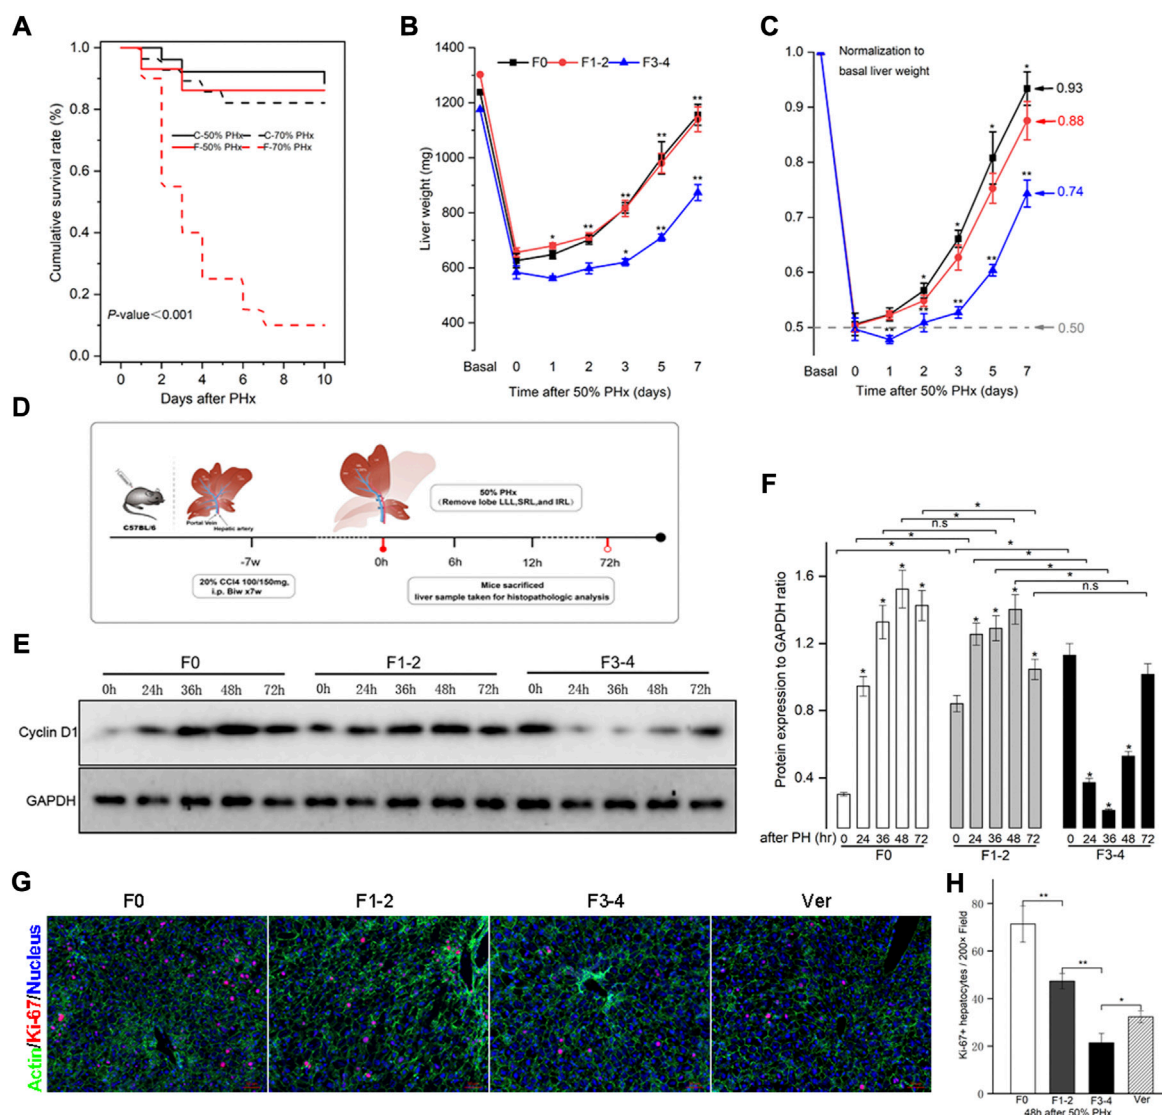 A
Cumulative survival rate (%)
1.0
0.8
0.6
0.4
0.2
0.0
C-50% PHx
C-70% PHx
F-50% PHx
F-70% PHx
P-value<0.001
0 2 4 6 8 10
Days after PHx
B
Liver weight (mg)
1400
1200
1000
800
600
400
F0 F1-2 F3-4
*
**
**
**
**
*
**
**
Basal 0 1 2 3 5 7
Time after 50% PHx (days)
C
1.0
0.9
0.8
0.7
0.6
0.5
Normalization to
basal liver weight
*
*
*
*
**
**
**
**
**
0.93
0.88
0.74
0.50
Basal 0 1 2 3 5 7
Time after 50% PHx (days)
D
C57BL/6
Portal Vein
Hepatic artery
50% PHx
(Remove lobe LLL,SRL,and IRL)
-7w 0h 6h 12h 72h
20% CCl4 100/150mg,
i.p. Biw x7w
Mice sacrificed
liver sample taken for histopathologic analysis
E
F0 F1-2 F3-4
0h 24h 36h 48h 72h 0h 24h 36h 48h 72h 0h 24h 36h 48h 72h
Cyclin D1
GAPDH
F
Protein expression to GAPDH ratio
1.6
1.2
0.8
0.4
*
*
n.s
*
*
*
*
*
*
n.s
*
*
*
*
*
*
*
*
*
*
*
after PH (hr) 0 24 36 48 72 0 24 36 48 72 0 24 36 48 72
F0 F1-2 F3-4
G
F0 F1-2 F3-4 Ver
Actin/Ki-67/Nucleus
H
Ki-67+ hepatocytes / 200× Field
80
60
40
20
0
**
**
*
F0 F1-2 F3-4 Ver
48h after 50% PHx